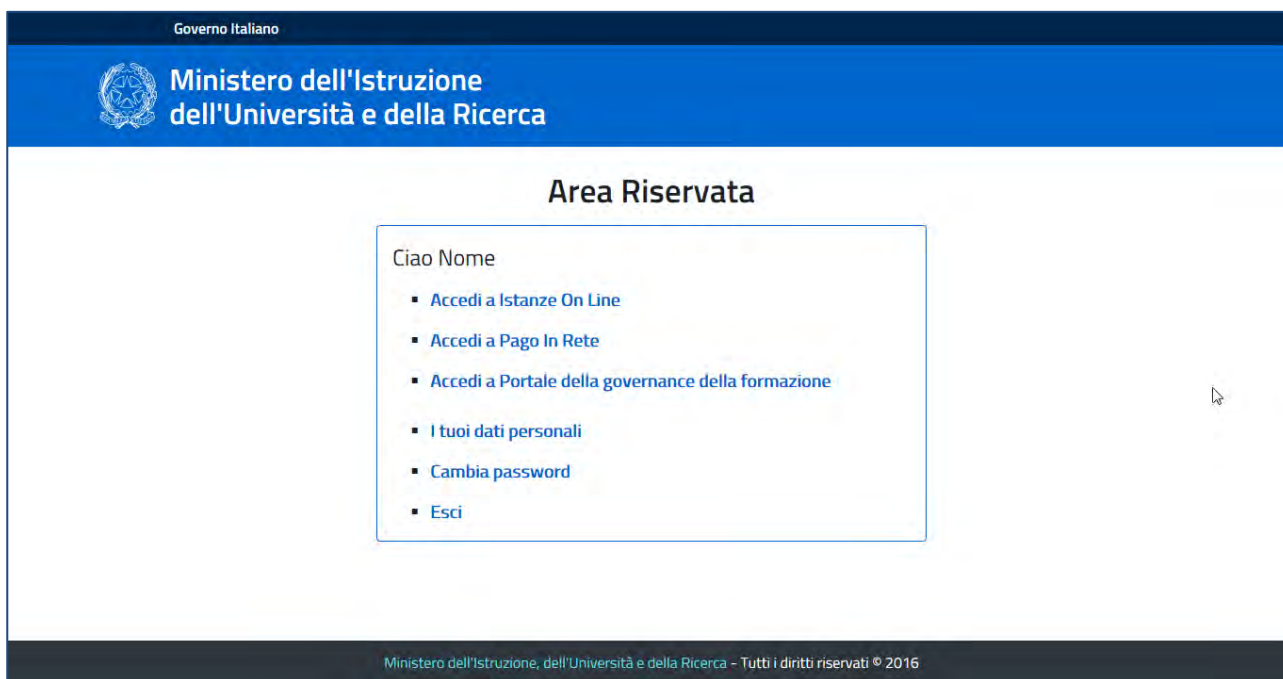 Governo Italiano
Ministero dell'Istruzione
dell'Università e della Ricerca
Area Riservata
Ciao Nome
Accedi a Istanze On Line
Accedi a Pago In Rete
Accedi a Portale della governance della formazione
I tuoi dati personali
Cambia password
Esci
Ministero dell'Istruzione, dell'Università e della Ricerca - Tutti i diritti riservati © 2016